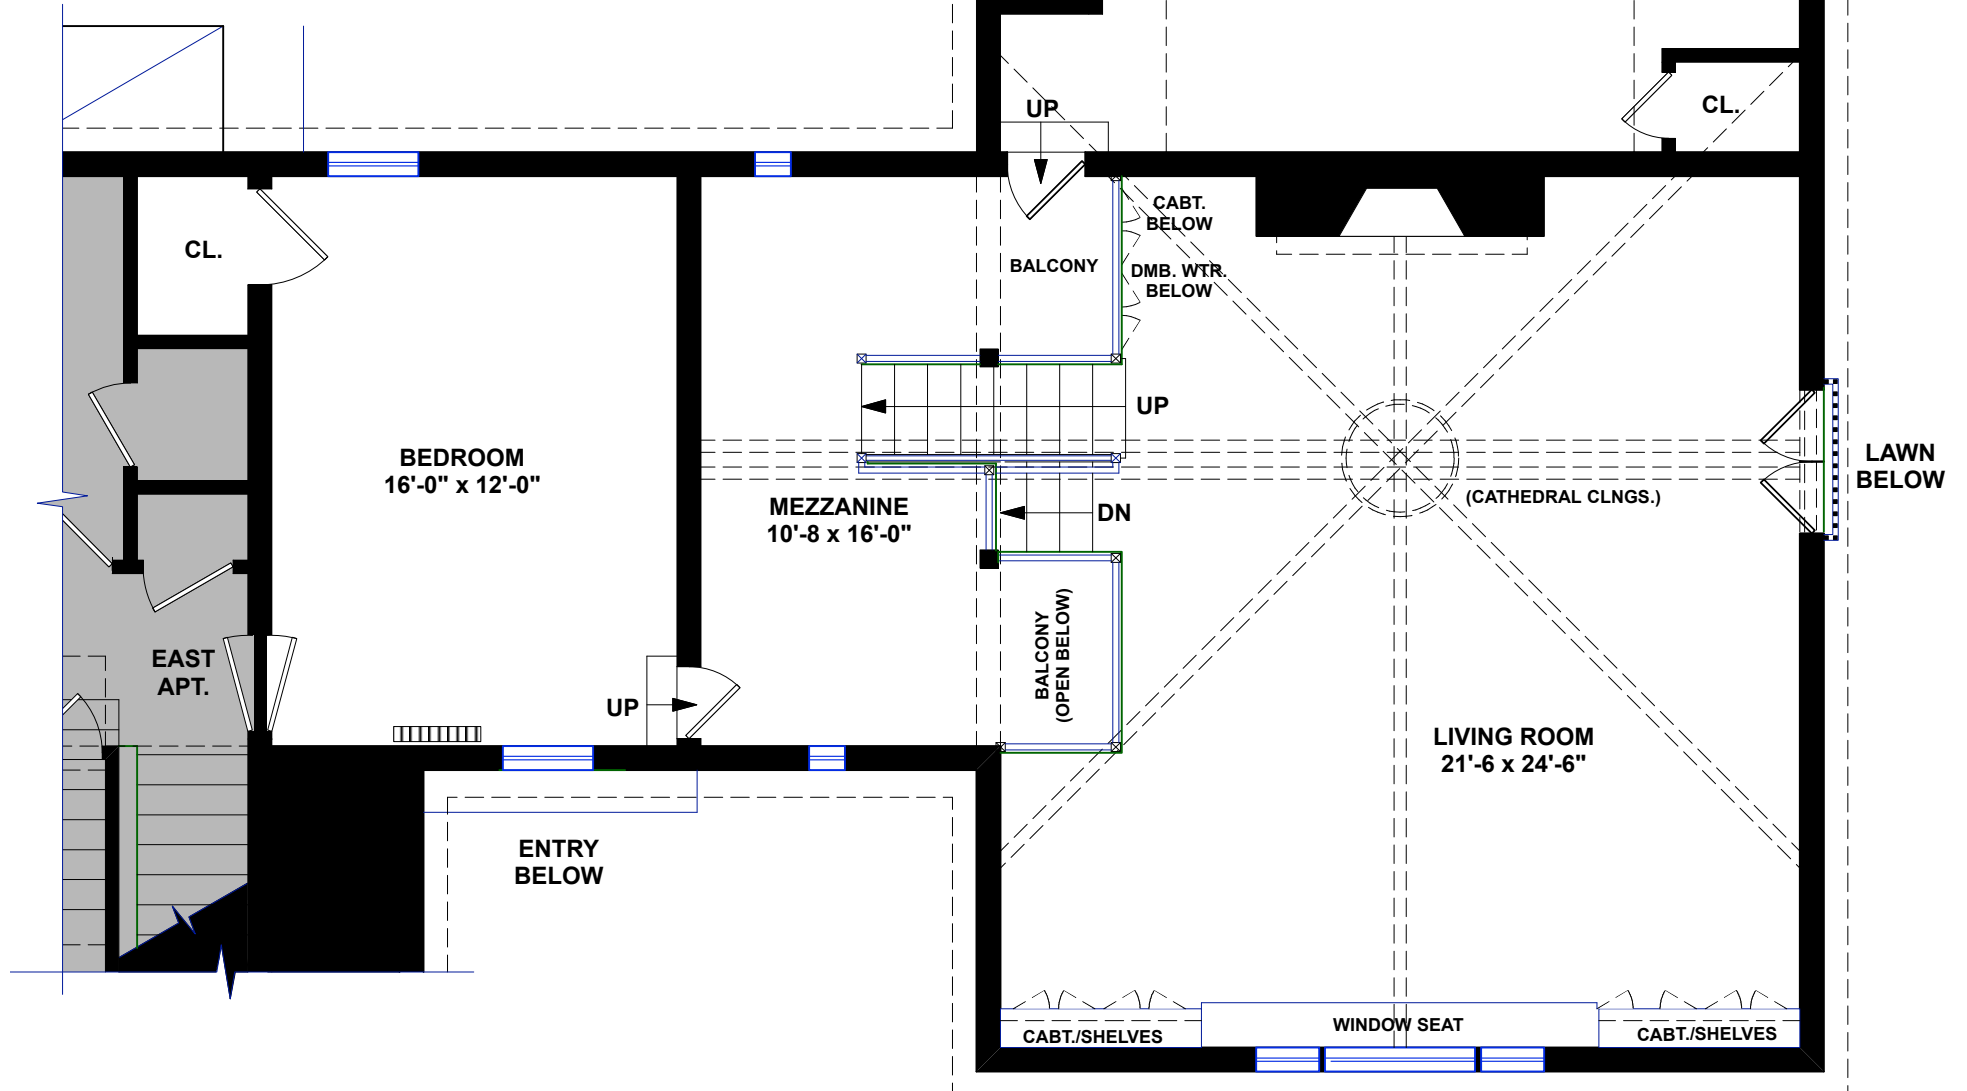 UP
CL.
CABT.
BELOW
CL.
BALCONY
DMB. WTR.
BELOW
UP
BEDROOM
16'-0" x 12'-0"
LAWN
BELOW
(CATHEDRAL CLNGS.)
MEZZANINE
10'-8 x 16'-0"
DN
BALCONY
(OPEN BELOW)
EAST
APT.
UP
LIVING ROOM
21'-6 x 24'-6"
ENTRY
BELOW
WINDOW SEAT
CABT./SHELVES
CABT./SHELVES